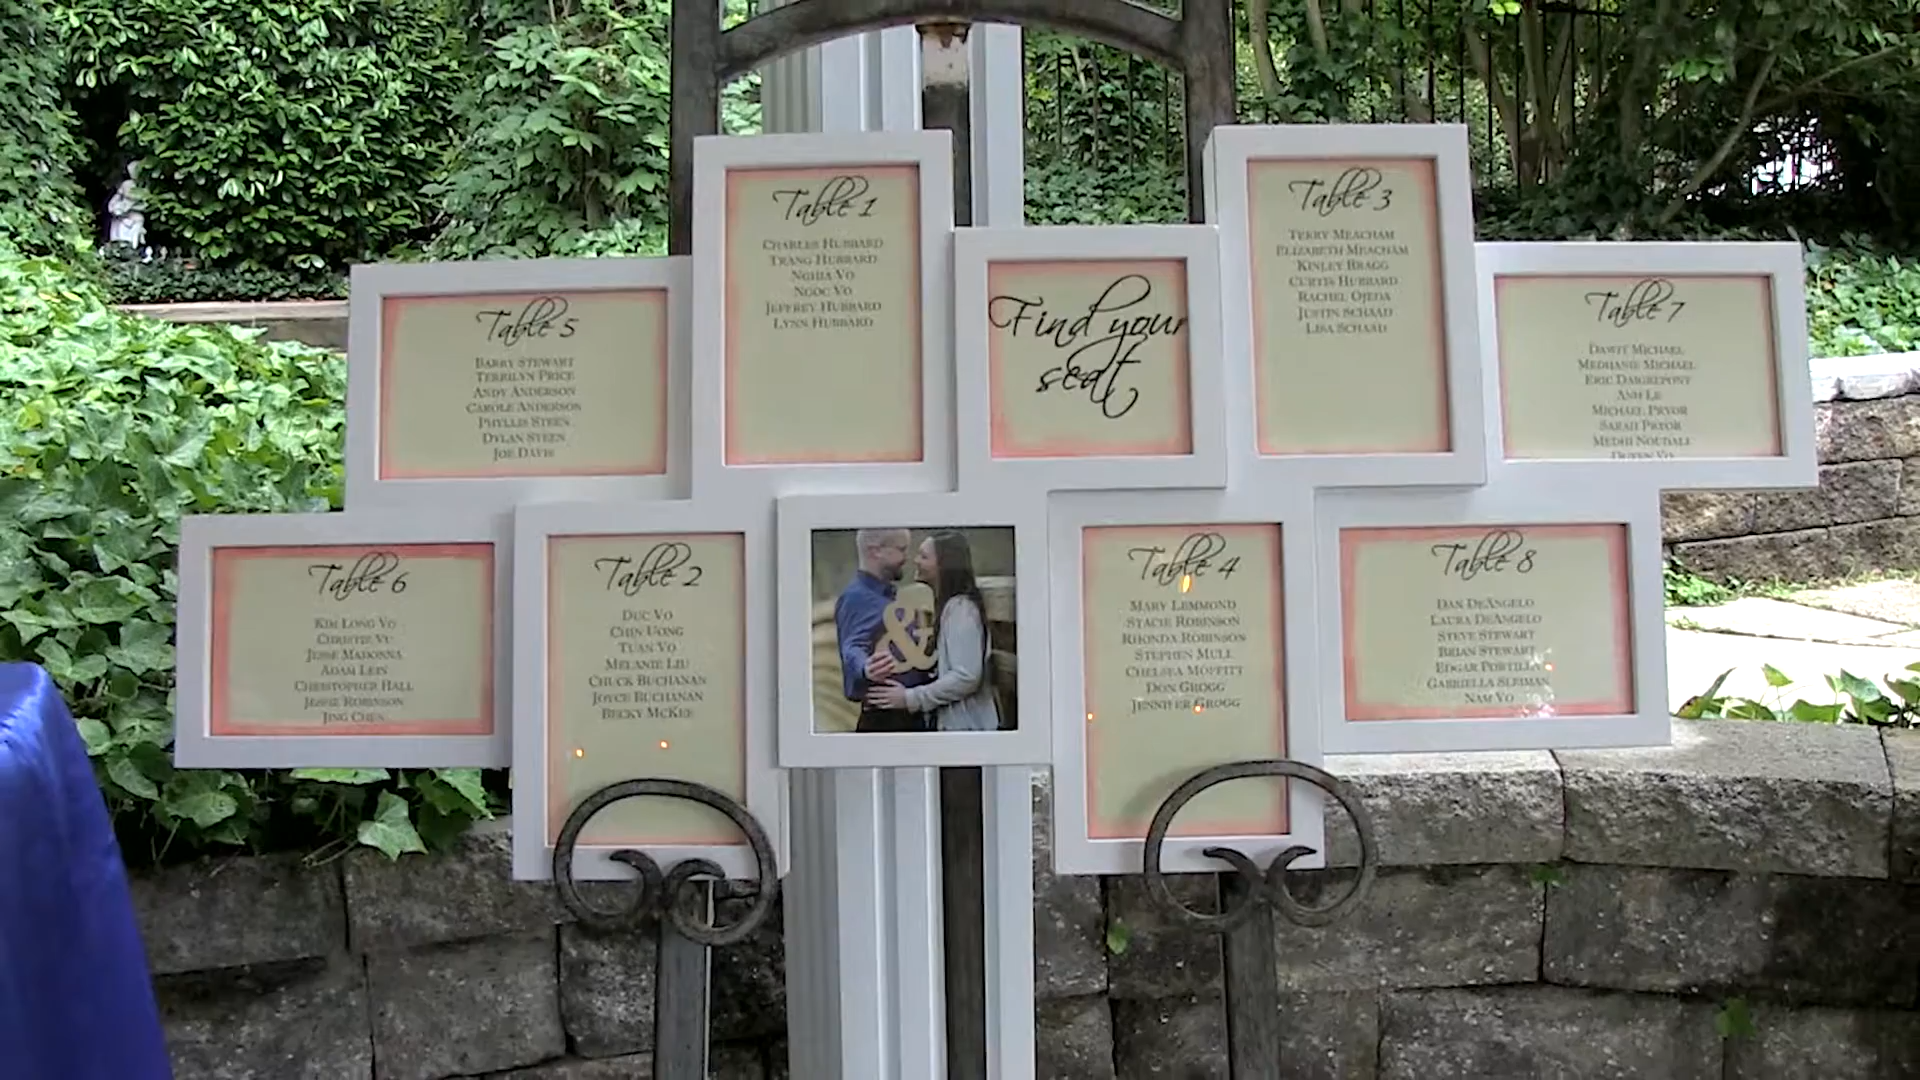 Table 1
CHARLES HUBBARD
TRANG HUBBARD
NGHIA VO
NGOC VO
JEFFREY HUBBARD
LYNN HUBBARD
Table 3
TERRY MEACHAM
ELIZABETH MEACHAM
KINLEY BRAGG
CURTIS HUBBARD
RACHEL OJEDA
JUSTIN SCHAAD
LISA SCHAAD
Table 5
BARRY STEWART
TERRILYN PRICE
ANDY ANDERSON
CAROLE ANDERSON
PHYLLIS STEEN
DYLAN STEEN
JOE DAVIS
Find your
seat
Table 7
DAWIT MICHAEL
MEDHANIE MICHAEL
ERIC
ANH LE
MICHAEL PRYOR
SARAH PRYOR
MEDHI
VO
Table 6
KIM LONG VO
CHRISTIE VU
JESSE MADONNA
ADAM LEIN
CHRISTOPHER HALL
JESSIE ROBINSON
JING CHEN
Table 2
DUC VO
CHIN UONG
TUAN VO
MELANIE LIU
CHUCK BUCHANAN
JOYCE BUCHANAN
BECKY MCKEE
&
Table 4
MARY LEMMOND
STACIE ROBINSON
RHONDA ROBINSON
STEPHEN MULL
CHELSEA MOFFITT
DON GROGG
JENNIFER GROGG
Table 8
DAN DEANGELO
LAURA DEANGELO
STEVE STEWART
BRIAN STEWART
EDGAR PORTILLO
GABRIELLA SLEIMAN
NAM VO